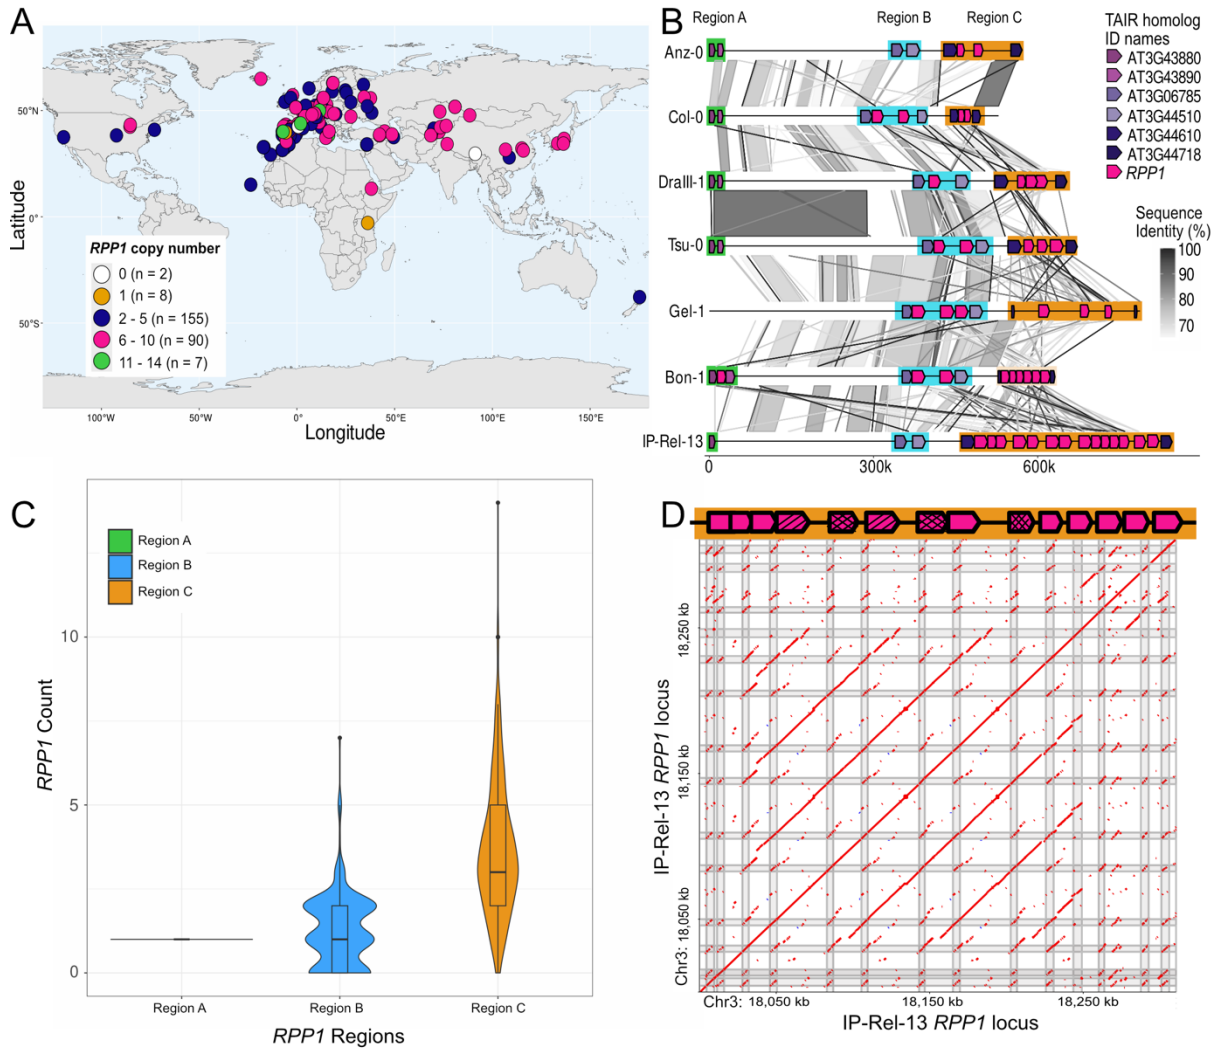 A
50°N
0°
50°S
Latitude
RPP1 copy number
0 (n = 2)
1 (n = 8)
2 - 5 (n = 155)
6 - 10 (n = 90)
11 - 14 (n = 7)
100°W
50°W
0°
50°E
100°E
150°E
Longitude
B
Region A
Region B
Region C
Anz-0
Col-0
DraIII-1
Tsu-0
Gel-1
Bon-1
IP-Rel-13
0
300k
600k
TAIR homolog
ID names
AT3G43880
AT3G43890
AT3G06785
AT3G44510
AT3G44610
AT3G44718
RPP1
Sequence
Identity (%)
100
90
80
70
C
Region A
Region B
Region C
10
5
0
RPP1 Count
Region A
Region B
Region C
RPP1 Regions
D
18,250 kb
18,150 kb
Chr3: 18,050 kb
IP-Rel-13 RPP1 locus
Chr3: 18,050 kb
18,150 kb
18,250 kb
IP-Rel-13 RPP1 locus